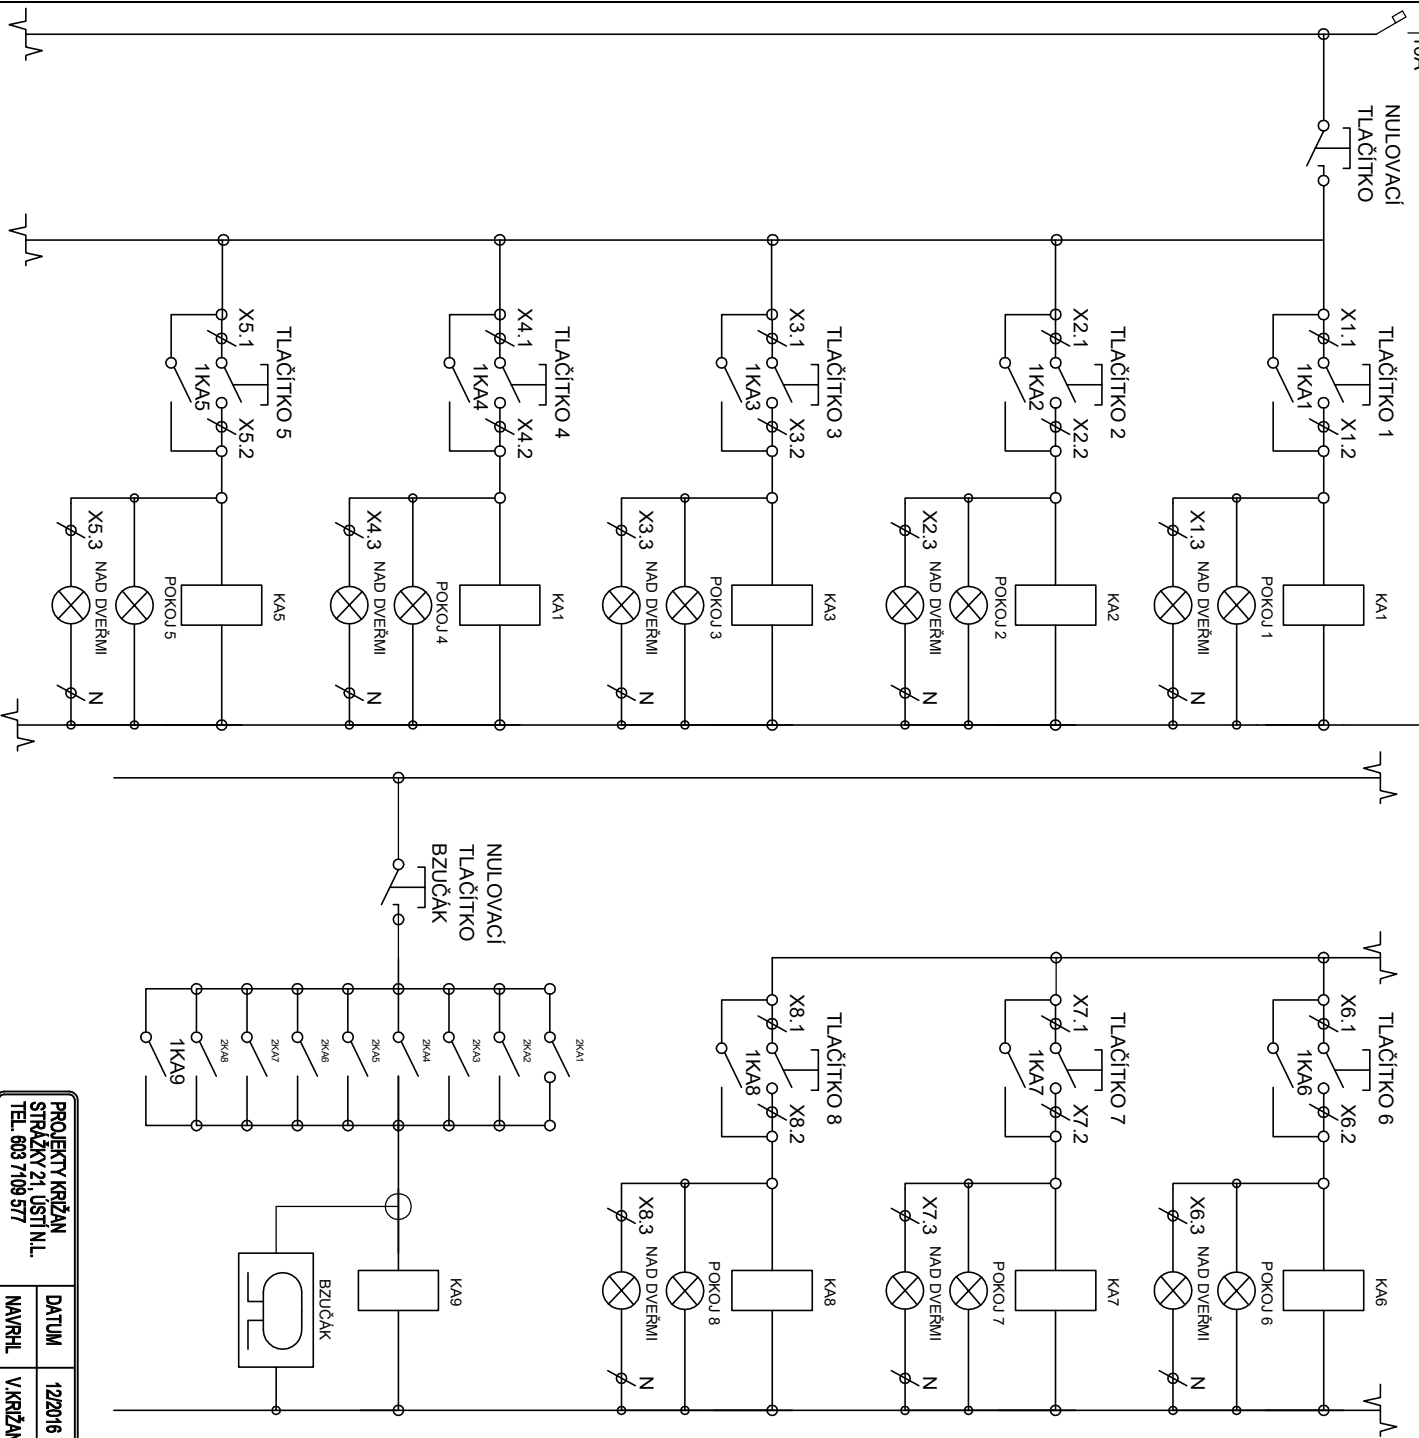 NULOVACÍ
TLAČÍTKO
TLAČÍTKO 1
X1.1
1KA1
X1.2
KA1
POKOJ 1
X1.3
NAD DVEŘMI
N
TLAČÍTKO 2
X2.1
1KA2
X2.2
KA2
POKOJ 2
X2.3
NAD DVEŘMI
N
TLAČÍTKO 3
X3.1
1KA3
X3.2
KA3
POKOJ 3
X3.3
NAD DVEŘMI
N
TLAČÍTKO 4
X4.1
1KA4
X4.2
KA1
POKOJ 4
X4.3
NAD DVEŘMI
N
TLAČÍTKO 5
X5.1
1KA5
X5.2
KA5
POKOJ 5
X5.3
NAD DVEŘMI
N
TLAČÍTKO 6
X6.1
1KA6
X6.2
KA6
POKOJ 6
X6.3
NAD DVEŘMI
N
TLAČÍTKO 7
X7.1
1KA7
X7.2
KA7
POKOJ 7
X7.3
NAD DVEŘMI
N
TLAČÍTKO 8
X8.1
1KA8
X8.2
KA8
POKOJ 8
X8.3
NAD DVEŘMI
N
NULOVACÍ
TLAČÍTKO
BZUČÁK
2KA1
2KA2
2KA3
2KA4
2KA5
2KA6
2KA7
2KA8
1KA9
KA9
BZUČÁK
PROJEKTY KRIŽAN
STRÁŽKY 21, ÚSTÍ N.L.
TEL. 603 7109 577
DATUM 12/2016
NAVRHL V.KRIŽAN